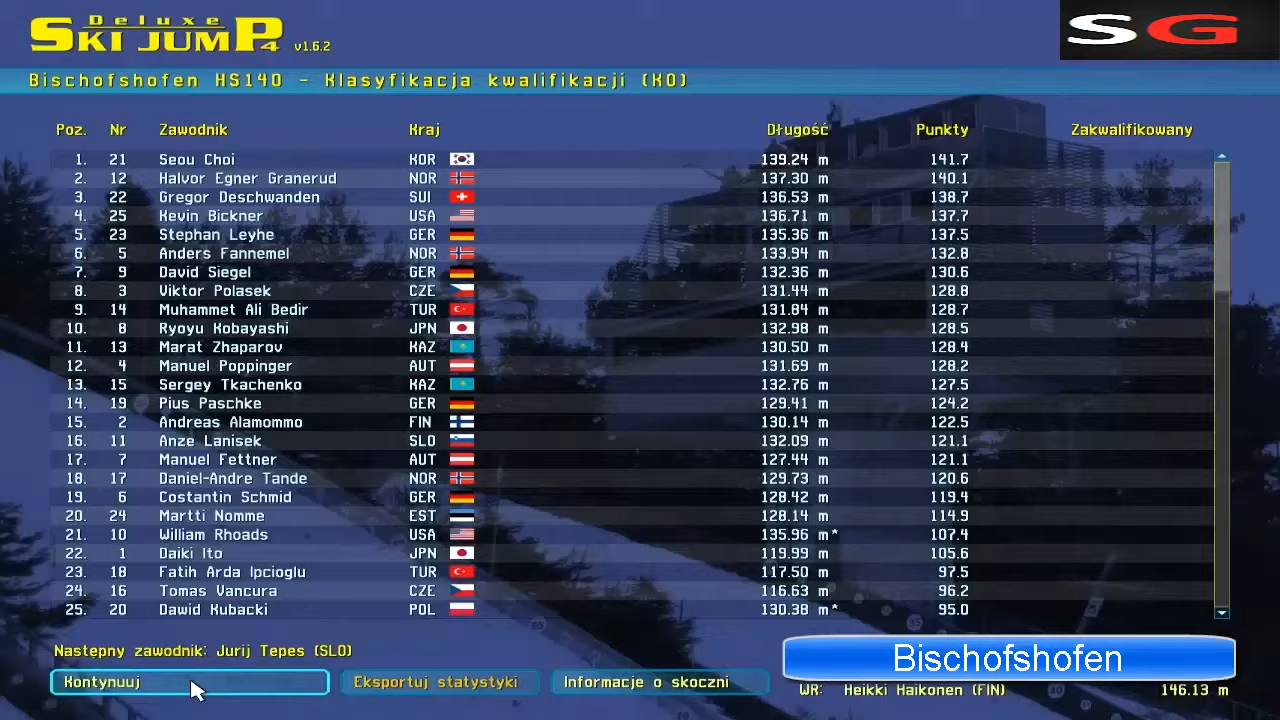 Deluxe
SKI JUMP4 v1.6.2
SG
Bischofshofen HS140 - Klasyfikacja kwalifikacji (KO)
Poz. Nr Zawodnik Kraj Długość Punkty Zakwalifikowany
1. 21 Seou Choi KOR 139.24 m 141.7
2. 12 Halvor Egner Granerud NOR 137.30 m 140.1
3. 22 Gregor Deschwanden SUI 136.53 m 138.7
4. 25 Kevin Bickner USA 136.71 m 137.7
5. 23 Stephan Leyhe GER 135.36 m 137.5
6. 5 Anders Fannemel NOR 133.94 m 132.8
7. 9 David Siegel GER 132.36 m 130.6
8. 3 Viktor Polasek CZE 131.44 m 128.8
9. 14 Muhammet Ali Bedir TUR 131.84 m 128.7
10. 8 Ryoyu Kobayashi JPN 132.98 m 128.5
11. 13 Marat Zhaparov KAZ 130.50 m 128.4
12. 4 Manuel Poppinger AUT 131.69 m 128.2
13. 15 Sergey Tkachenko KAZ 132.76 m 127.5
14. 19 Pius Paschke GER 129.41 m 124.2
15. 2 Andreas Alamommo FIN 130.14 m 122.5
16. 11 Anze Lanisek SLO 132.09 m 121.1
17. 7 Manuel Fettner AUT 127.44 m 121.1
18. 17 Daniel-Andre Tande NOR 129.73 m 120.6
19. 6 Costantin Schmid GER 128.42 m 119.4
20. 24 Martti Nomme EST 128.14 m 114.9
21. 10 William Rhoads USA 135.96 m* 107.4
22. 1 Daiki Ito JPN 119.99 m 105.6
23. 18 Fatih Arda Ipcioglu TUR 117.50 m 97.5
24. 16 Tomas Vancura CZE 116.63 m 96.2
25. 20 Dawid Kubacki POL 130.38 m* 95.0
Następny zawodnik: Jurij Tepes (SLO)
Bischofshofen
Kontynuuj Eksportuj statystyki Informacje o skoczni
WR: Heikki Haikonen (FIN) 146.13 m